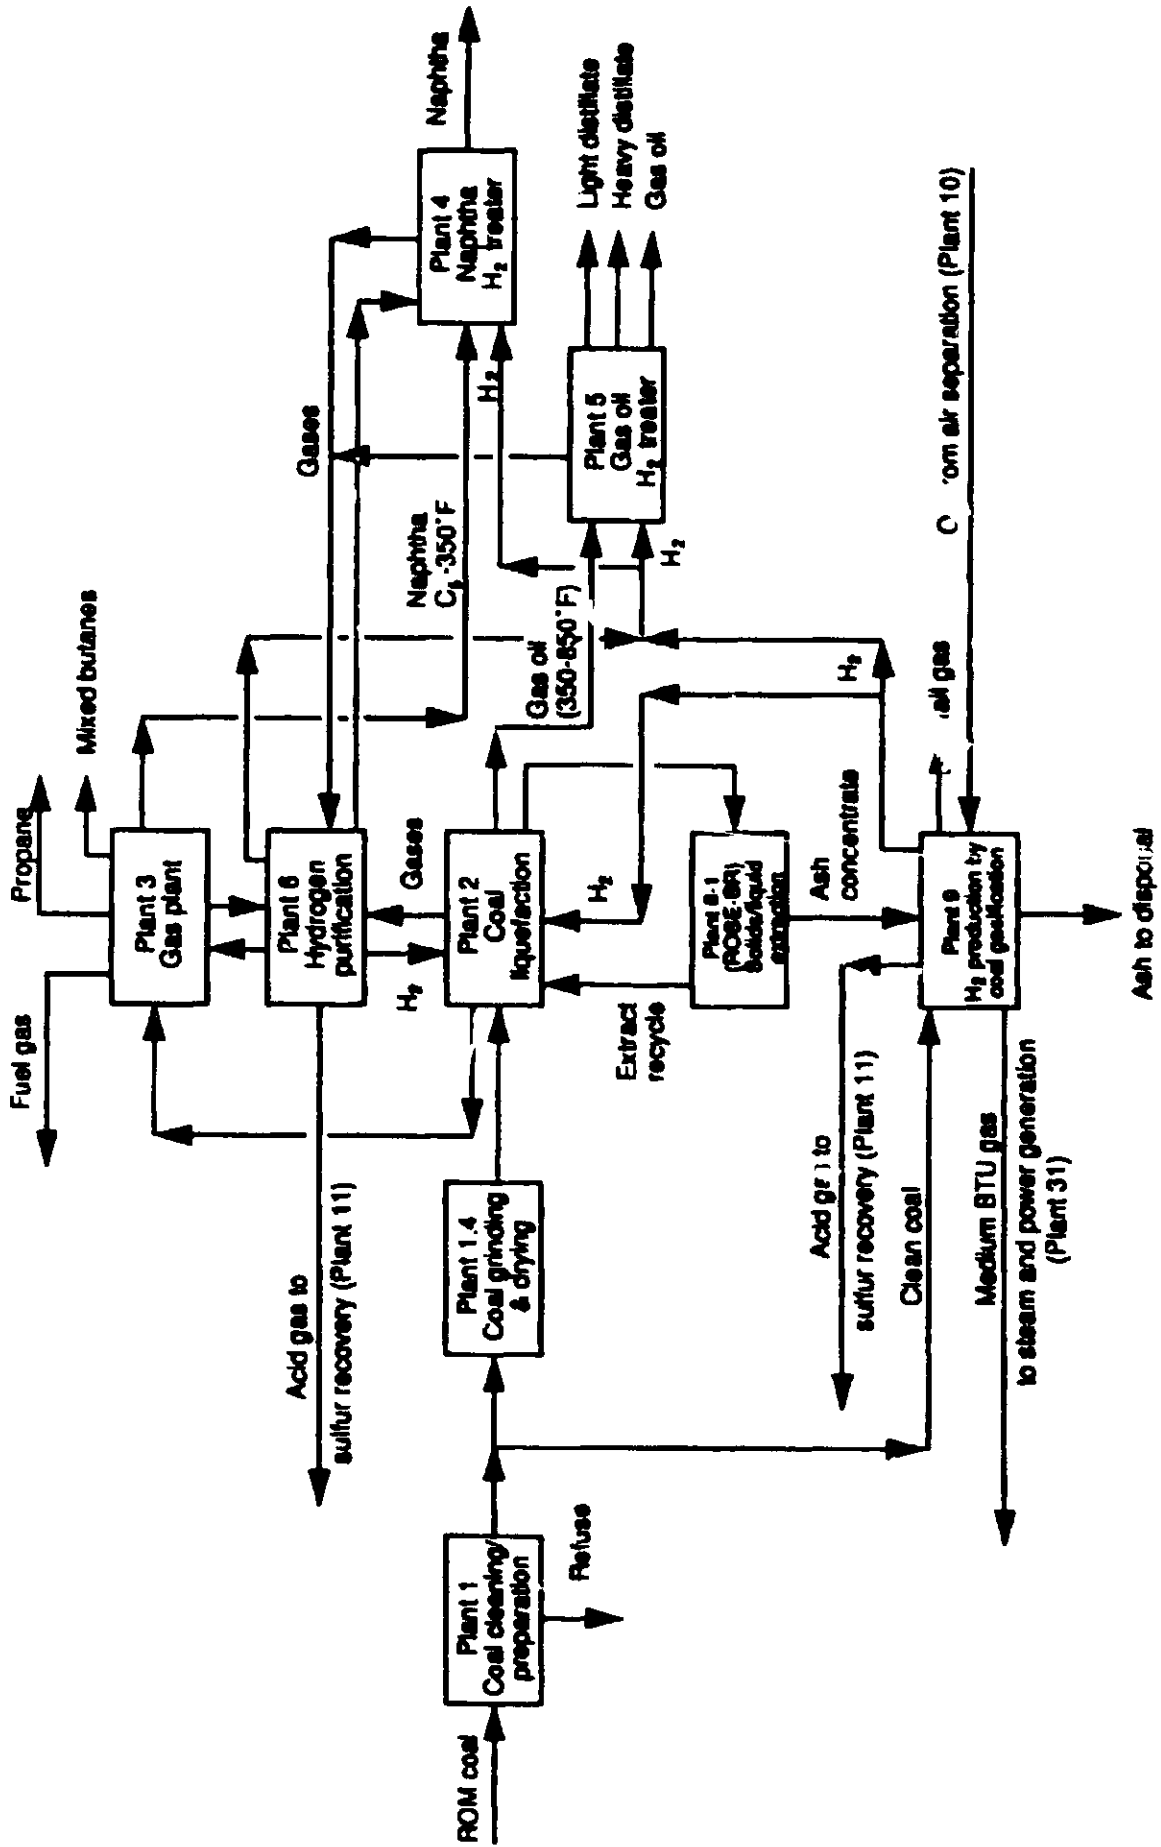 Fuel gas
Propane
Mixed butanes
Plant 3
Gas plant
Acid gas to
sulfur recovery (Plant 11)
Plant 6
Hydrogen
purification
Gases
Naphtha
Plant 4
Naphtha
H₂ treater
H₂
Gases
Naphtha
-350°F
H₂
ROM coal
Plant 1
Coal cleaning/
preparation
Refuse
Plant 1.4
Coal grinding
& drying
Plant 2
Coal
liquefaction
Gas oil
(350-850°F)
Plant 5
Gas oil
H₂ treater
Light distillate
Heavy distillate
Gas oil
H₂
Extract
recycle
H₂
Plant 8-1
(ROSE-SR)
Solids/liquid
extraction
H₂
Ash
concentrate
Acid to
sulfur recovery (Plant 11)
Clean coal
Plant 9
H₂ production by
coal gasification
gas
air separation (Plant 10)
Medium BTU gas
to steam and power generation
(Plant 31)
Ash to disposal